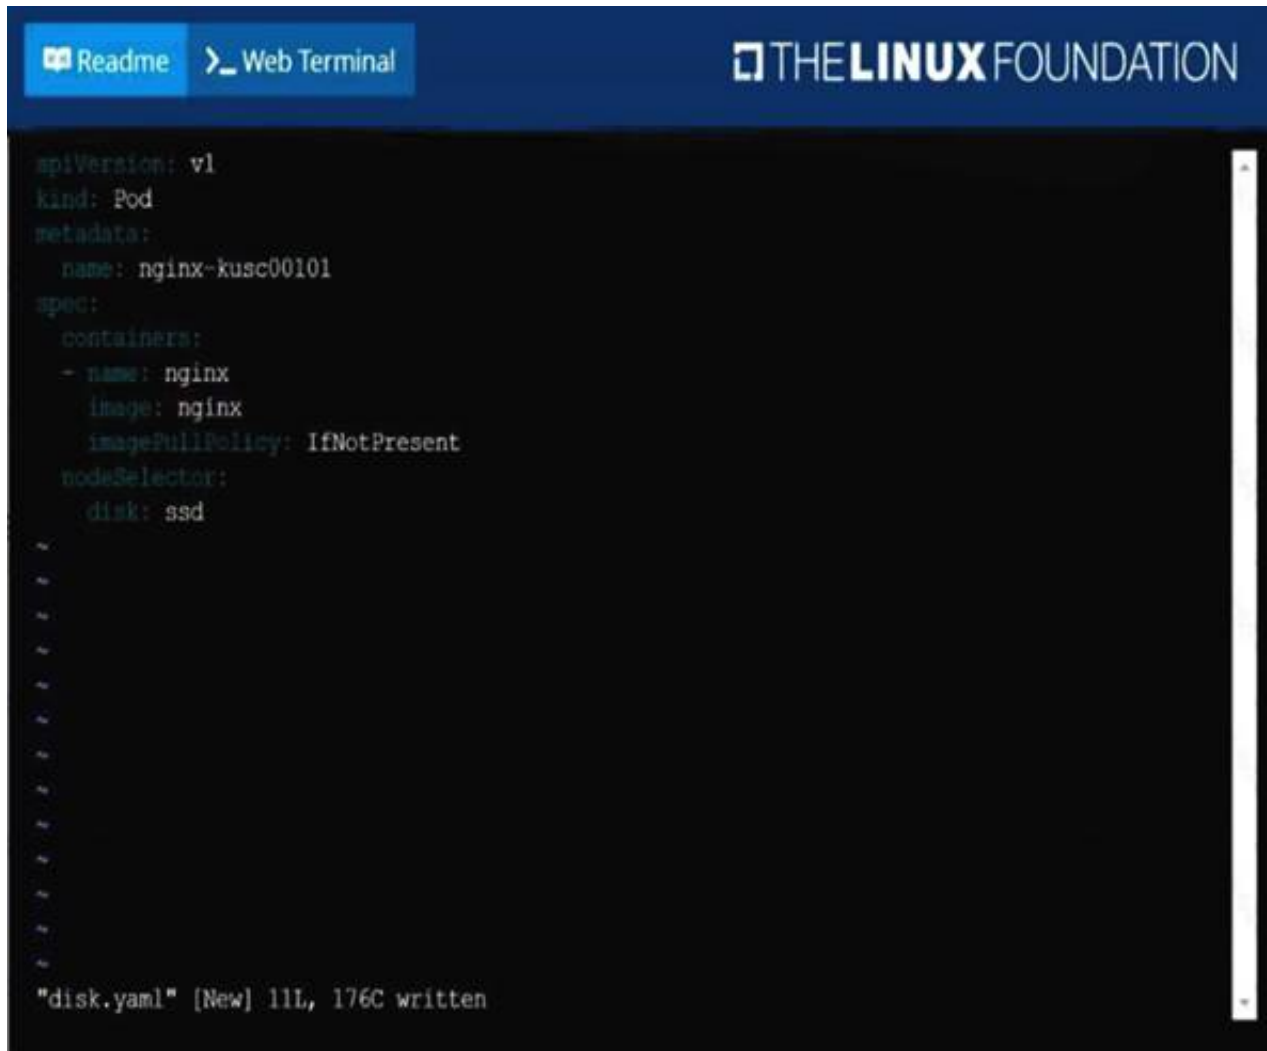 Readme >_ Web Terminal THE LINUX FOUNDATION
apiVersion: v1
kind: Pod
metadata:
  name: nginx-kusc00101
spec:
  containers:
  - name: nginx
    image: nginx
    imagePullPolicy: IfNotPresent
  nodeSelector:
    disk: ssd
~
~
~
~
~
~
~
~
~
~
~
~
~
"disk.yaml" [New] 11L, 176C written